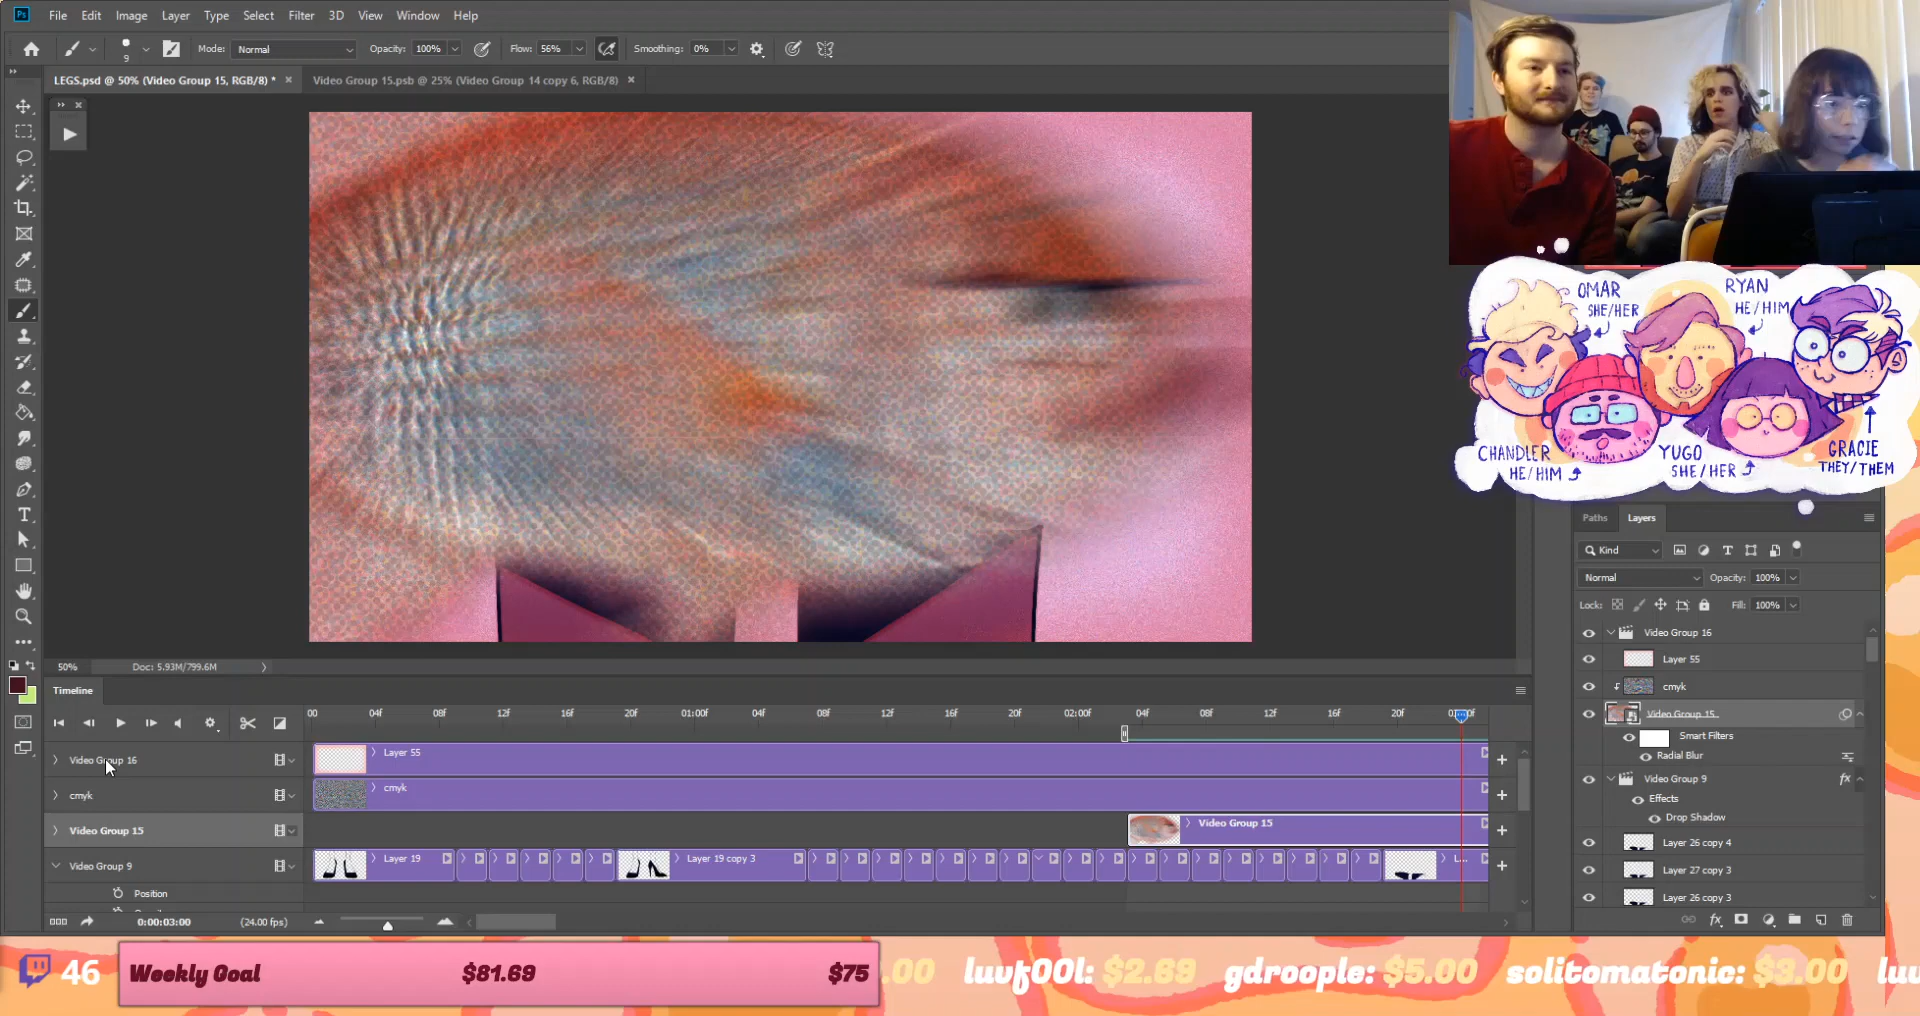 File Edit Image Layer Type Select Filter 3D View Window Help
9 Mode: Normal Opacity: 100% Flow: 56% Smoothing: 0%
LEGS.psd @ 50% (Video Group 15, RGB/8) * × Video Group 15.psb @ 25% (Video Group 14 copy 6, RGB/8) ×
OMAR
SHE/HER
RYAN
HE/HIM
CHANDLER
HE/HIM
YUGO
SHE/HER
GRACIE
THEY/THEM
Paths Layers
Kind
Normal Opacity: 100%
Lock: Fill: 100%
Video Group 16
Layer 55
cmyk
Video Group 15
Smart Filters
Radial Blur
Video Group 9 fx
Effects
Drop Shadow
Layer 26 copy 4
Layer 27 copy 3
Layer 26 copy 3
50% Doc: 5.93M/799.6M
Timeline
00 04f 08f 12f 16f 20f 01:00f 04f 08f 12f 16f 20f 02:00f 04f 08f 12f 16f 20f
Video Group 16 Layer 55
cmyk cmyk
Video Group 15 Video Group 15
Video Group 9 Layer 19 Layer 19 copy 3 L...
Position
0:00:03:00 (24.00 fps)
46 Weekly Goal $81.69 $75 .00 luvf00l: $2.69 gdroople: $5.00 solitomatonic: $3.00 luv